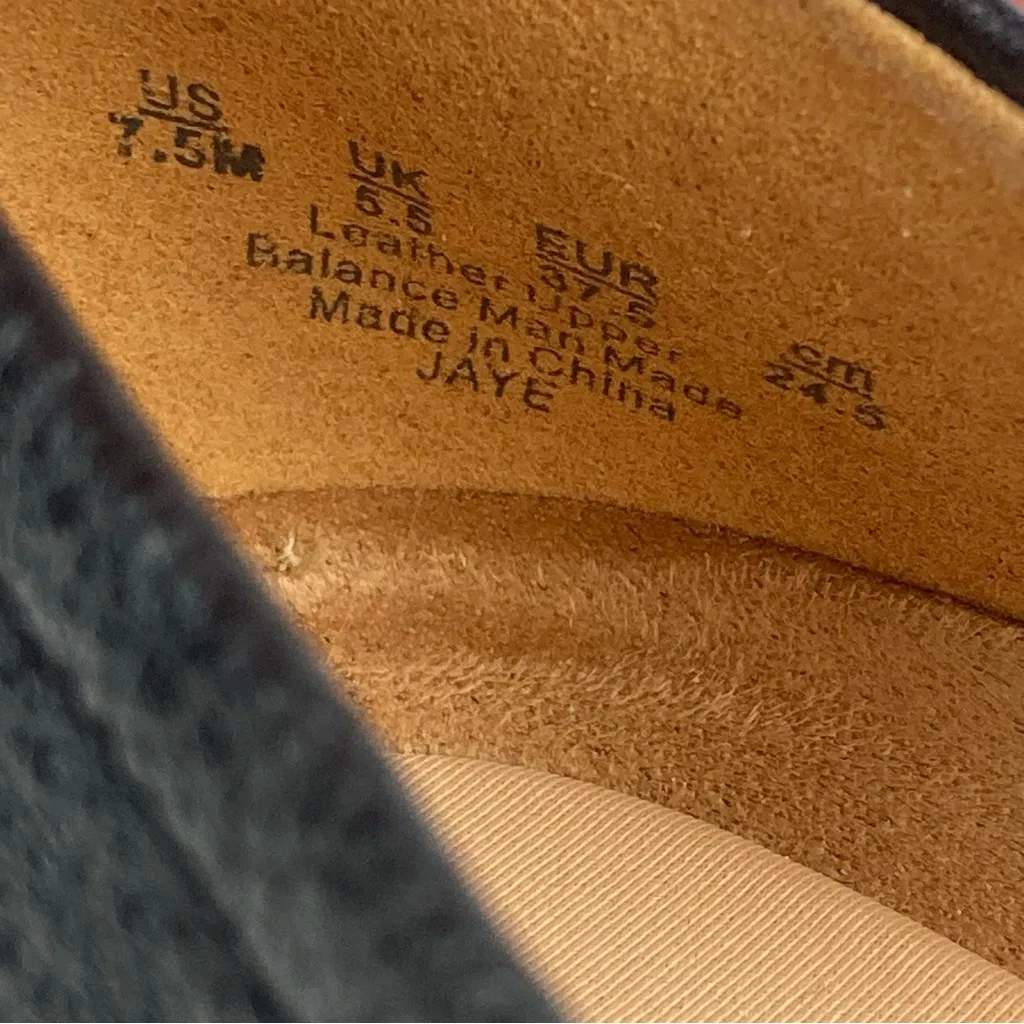 US UK EUR cm
7.5M 5.5 37.5 24.5
Leather Upper
Balance Man Made
Made in China
JAYE